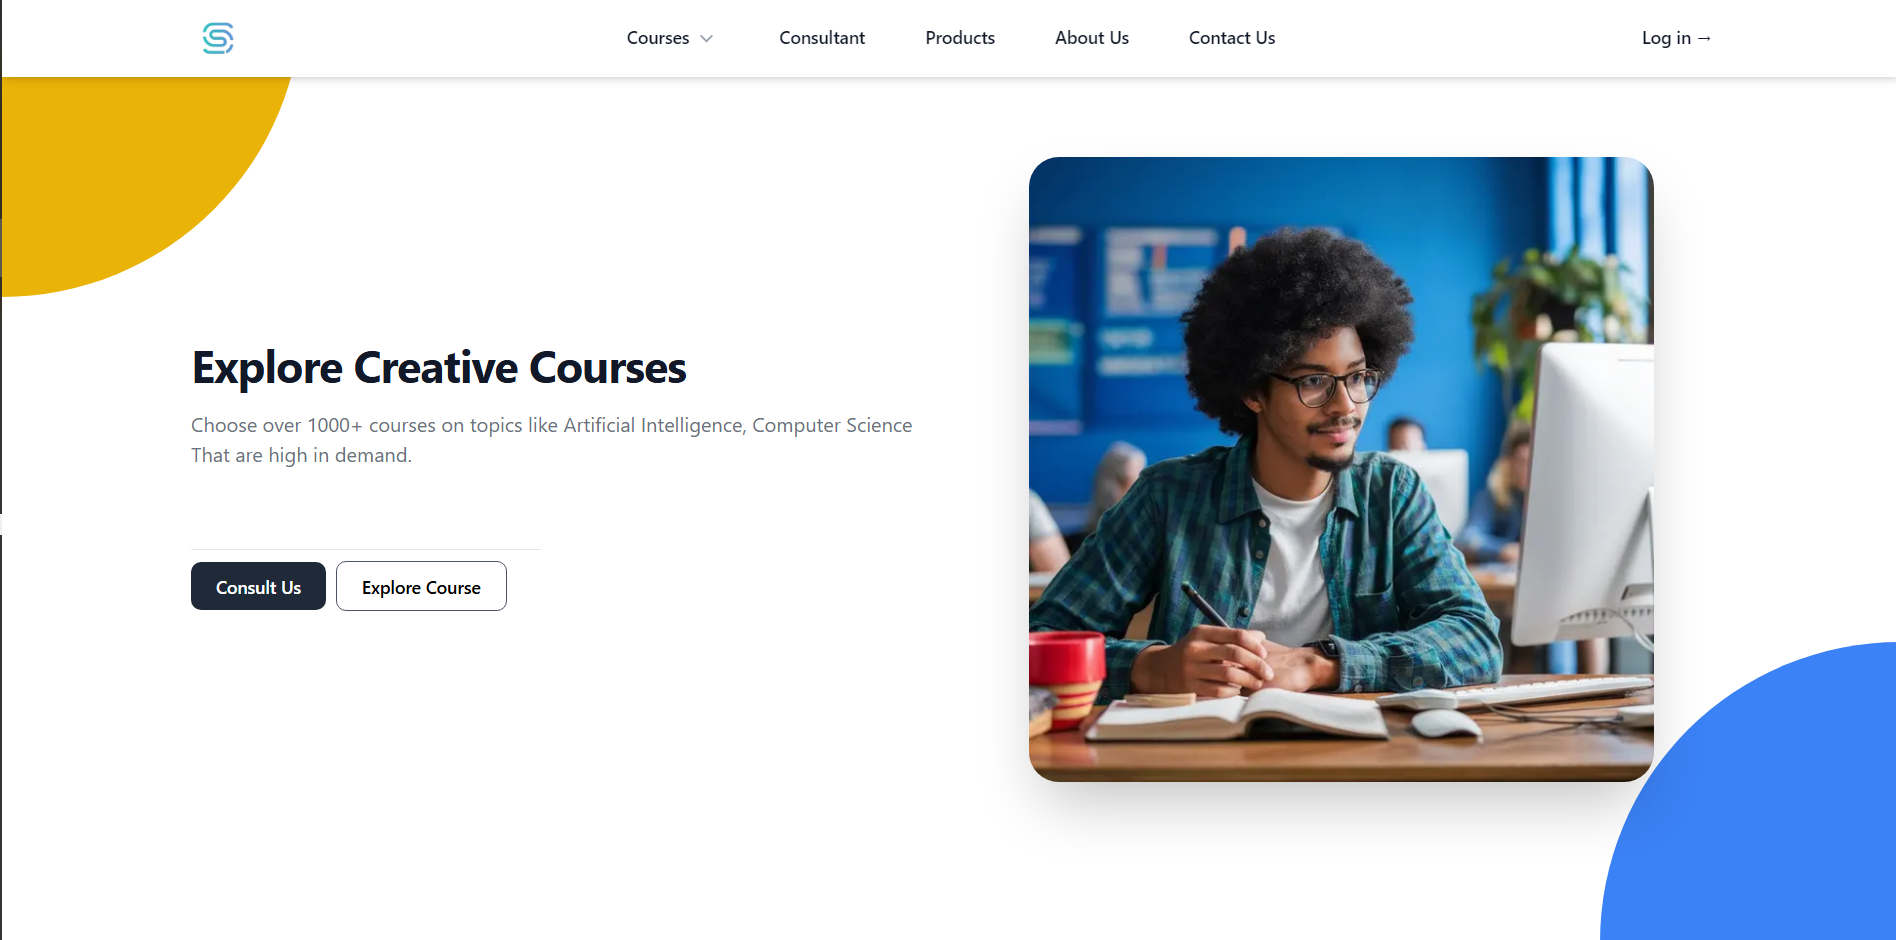 Courses
Consultant
Products
About Us
Contact Us
Log in →
Explore Creative Courses
Choose over 1000+ courses on topics like Artificial Intelligence, Computer Science
That are high in demand.
Consult Us
Explore Course